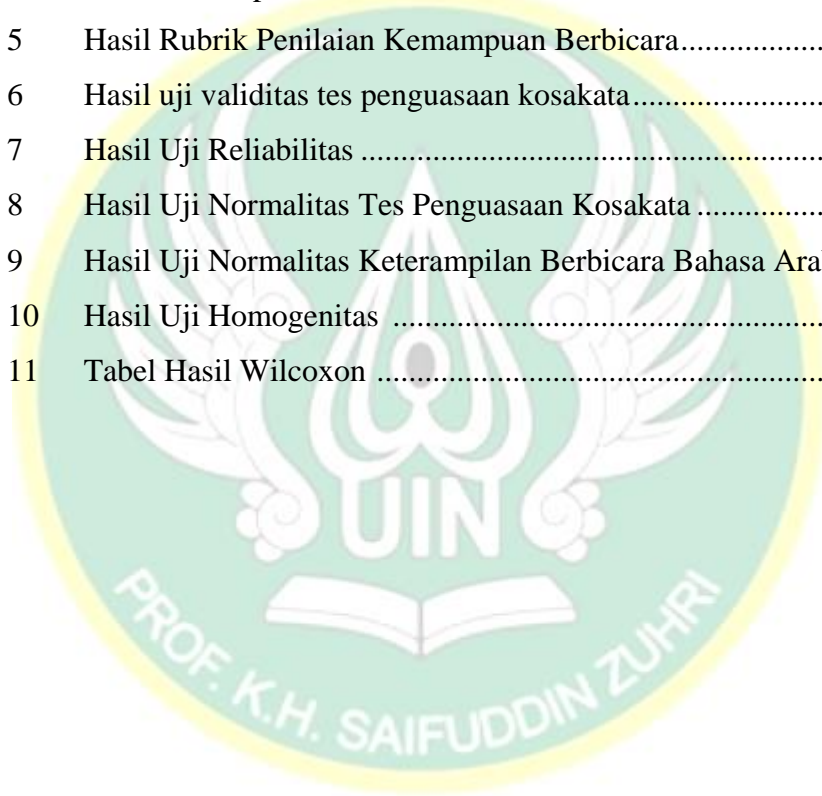 5 Hasil Rubrik Penilaian Kemampuan Berbicara
6 Hasil uji validitas tes penguasaan kosakata
7 Hasil Uji Reliabilitas
8 Hasil Uji Normalitas Tes Penguasaan Kosakata
9 Hasil Uji Normalitas Keterampilan Berbicara Bahasa
10 Hasil Uji Homogenitas
11 Tabel Hasil Wilcoxon
UIN
PROF. K.H. SAIFUDDIN ZUHRI